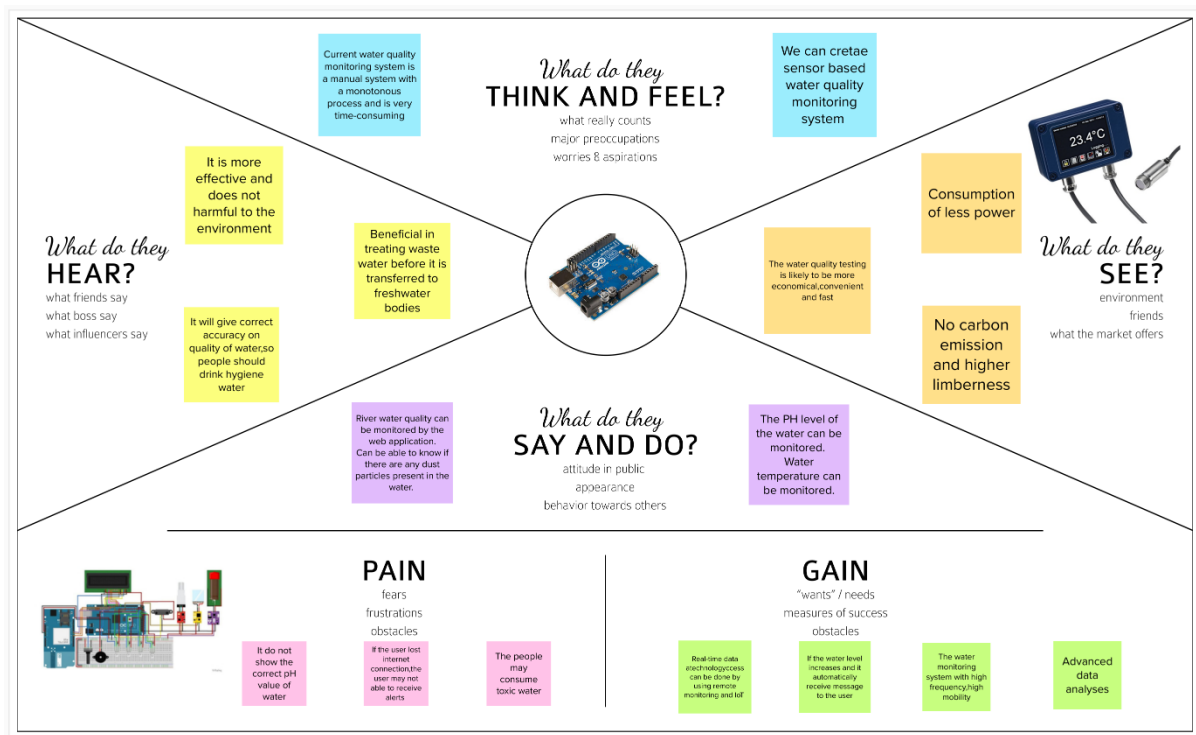 Current water quality
monitoring system is
a manual system with
a monotonous
process and is very
time-consuming
What do they
THINK AND FEEL?
what really counts
major preoccupations
worries & aspirations
We can cretae
sensor based
water quality
monitoring
system
23.4°C
It is more
effective and
does not
harmful to the
environment
What do they
HEAR?
what friends say
what boss say
what influencers say
Beneficial in
treating waste
water before it is
transferred to
freshwater
bodies
It will give correct
accuracy on
quality of water,so
people should
drink hygiene
water
Consumption
of less power
The water quality testing
is likely to be more
economical,convenient
and fast
No carbon
emission
and higher
limberness
What do they
SEE?
environment
friends
what the market offers
River water quality can
be monitored by the
web application.
Can be able to know if
there are any dust
particles present in the
water.
What do they
SAY AND DO?
attitude in public
appearance
behavior towards others
The PH level of
the water can be
monitored.
Water
temperature can
be monitored.
PAIN
fears
frustrations
obstacles
It do not
show the
correct pH
value of
water
If the user lost
internet
connection,the
user may not
able to receive
alerts
The people
may
consume
toxic water
GAIN
"wants" / needs
measures of success
obstacles
Real-time data
atechnologyccess
can be done by
using remote
monitoring and IoT
If the water level
increases and it
automatically
receive message
to the user
The water
monitoring
system with high
frequency,high
mobility
Advanced
data
analyses